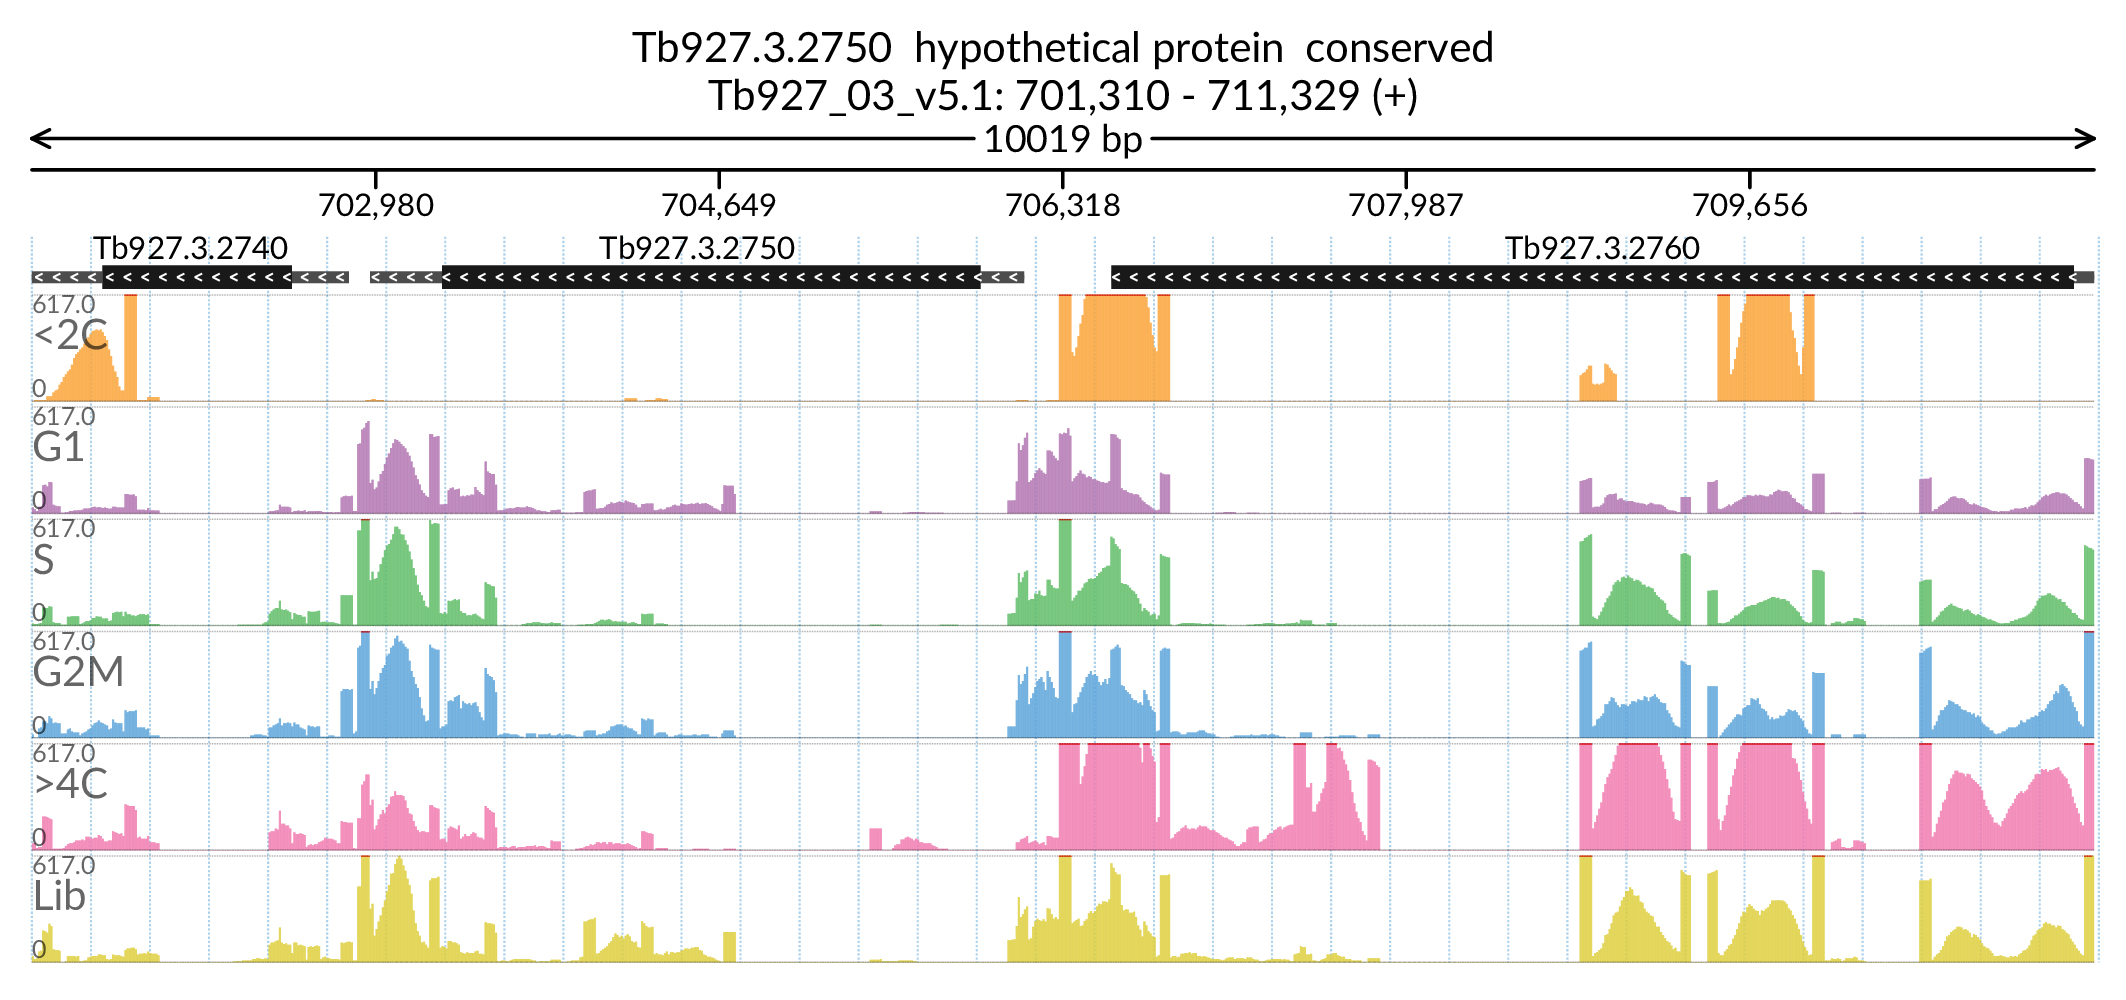 Tb927.3.2750  hypothetical protein  conserved
Tb927_03_v5.1: 701,310 - 711,329 (+)
10019 bp
702,980 704,649 706,318 707,987 709,656
Tb927.3.2740 Tb927.3.2750 Tb927.3.2760
617.0
<2C
0
617.0
G1
0
617.0
S
0
617.0
G2M
0
617.0
>4C
0
617.0
Lib
0